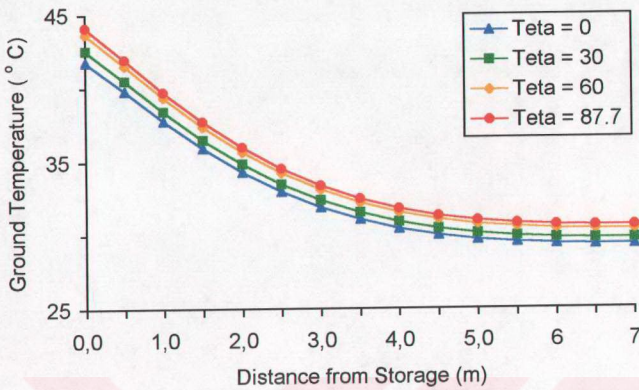 45
35
25
Ground Temperature ( ° C)
Teta = 0
Teta = 30
Teta = 60
Teta = 87.7
0,0 1,0 2,0 3,0 4,0 5,0 6 7
Distance from Storage (m)